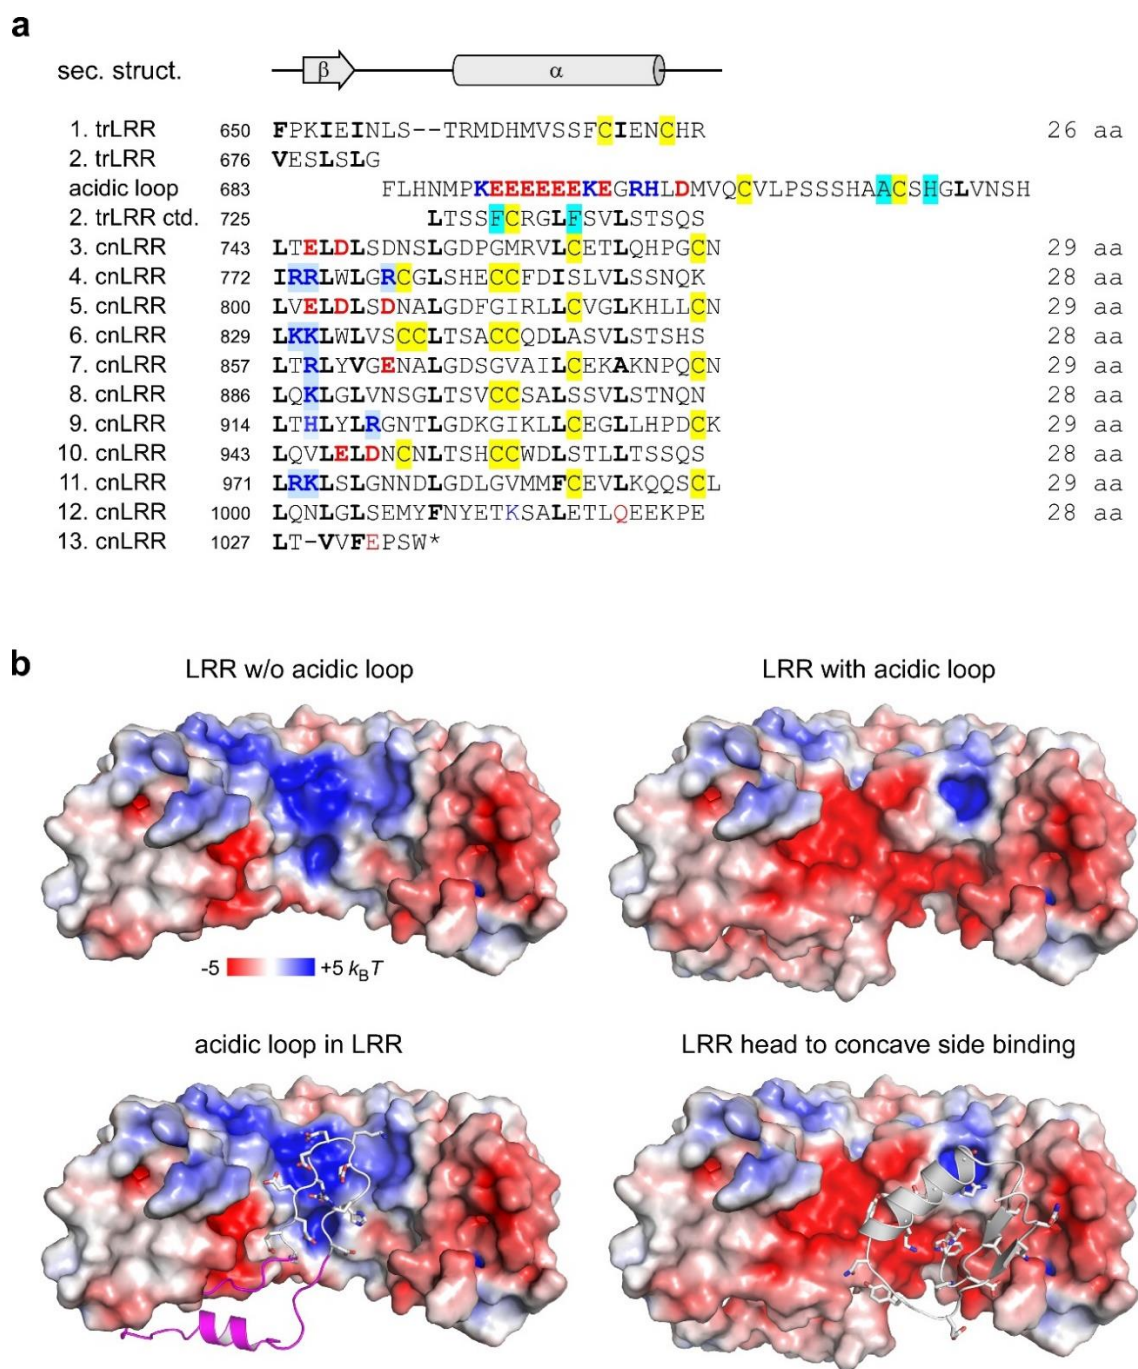 a
sec. struct. β α
1. trLRR 650 FPKIEINLS--TRMDHMVSSFCIENCHR 26 aa
2. trLRR 676 VESLSLG
acidic loop 683 FLHNMPKEEEEEEKEGRHLDMVQCVLPSSSHAACSHGLVNSH
2. trLRR ctd. 725 LTSSFCRGLFSVLSTSQS
3. cnLRR 743 LTELDLSDNSLGDPGMRVLCETLQHPGCN 29 aa
4. cnLRR 772 IRRLWLGRCGLSHECCFDISLVLSSNQK 28 aa
5. cnLRR 800 LVELDLSDNALGDFGIRLLCVGLKHLLCN 29 aa
6. cnLRR 829 LKKLWLVSCCLTSACCQDLASVLSTSHS 28 aa
7. cnLRR 857 LTRLYVGENALGDSGVAILCEKAKNPQCN 29 aa
8. cnLRR 886 LQKLGLVNSGLTSVCCSALSSVLSTNQN 28 aa
9. cnLRR 914 LTHLYLRGNTLGDKGIKLLCEGLLHPDCK 29 aa
10. cnLRR 943 LQVLELDNCNLTSHCCWDLSTLLTSSQS 28 aa
11. cnLRR 971 LRKLSLGNNDLGDLGVMMFCEVLKQQSCL 29 aa
12. cnLRR 1000 LQNLGLSEMYFNYETKSALETLQEEKPE 28 aa
13. cnLRR 1027 LT-VVFEPSW*
b
LRR w/o acidic loop LRR with acidic loop
-5 +5 kBT
acidic loop in LRR LRR head to concave side binding